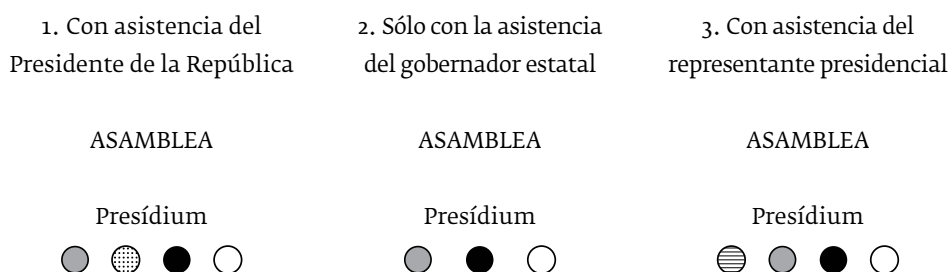 1. Con asistencia del
Presidente de la República
2. Sólo con la asistencia
del gobernador estatal
3. Con asistencia del
representante presidencial
ASAMBLEA
ASAMBLEA
ASAMBLEA
Presídium
Presídium
Presídium